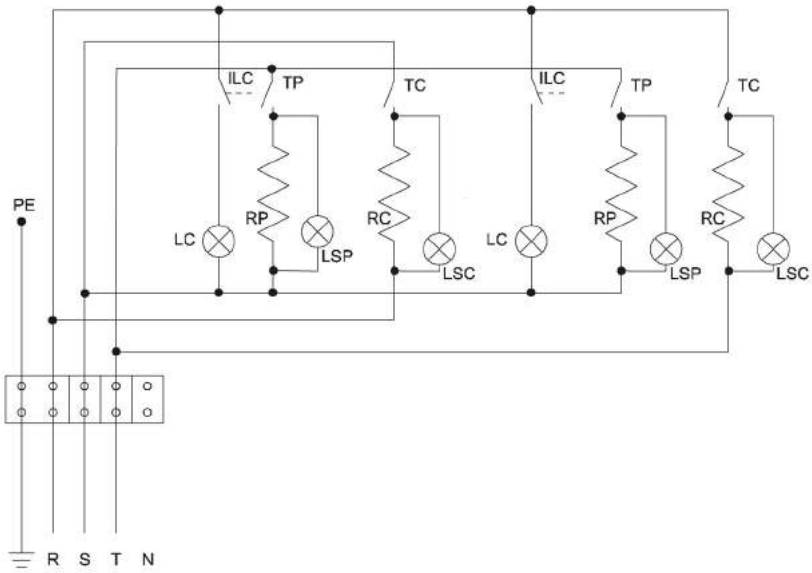 ILC TP TC ILC TP TC
PE RP RC RP RC
LC LC
LSP LSC LSP LSC
R S T N